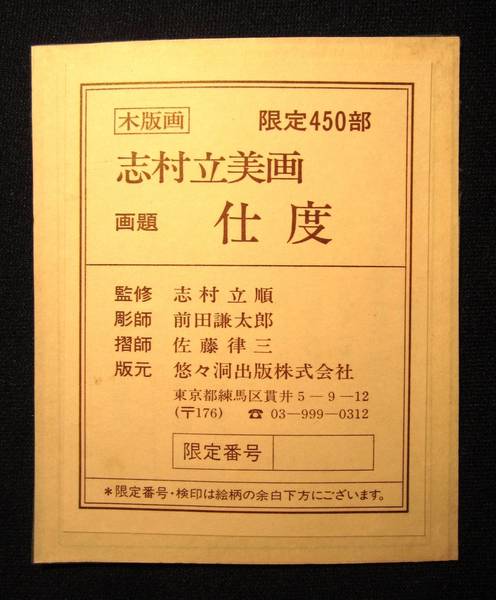 木版画 限定450部
志村立美画
画題 仕度
監修 志村立順
彫師 前田謙太郎
摺師 佐藤律三
版元 悠々洞出版株式会社
東京都練馬区貫井5－9－12
(〒176) ☎ 03—999—0312
限定番号
＊限定番号・検印は絵柄の余白下方にございます。